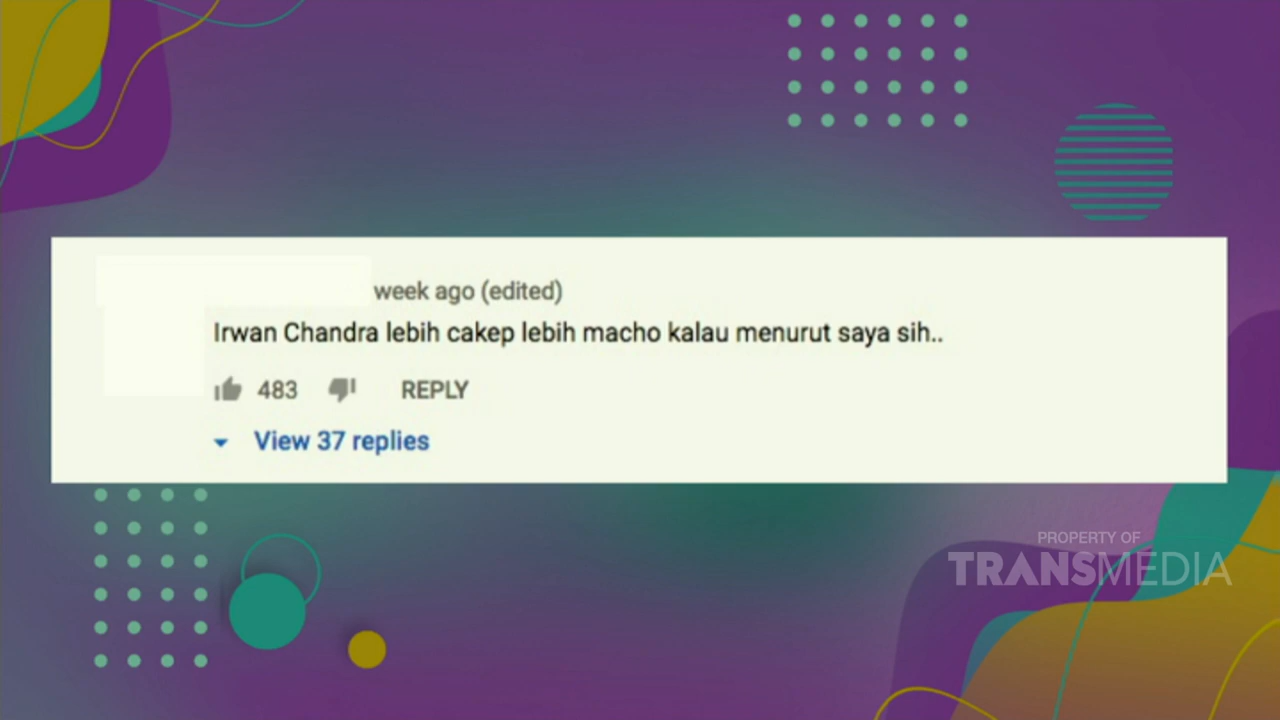 week ago (edited)
Irwan Chandra lebih cakep lebih macho kalau menurut saya sih..
483 REPLY
View 37 replies
PROPERTY OF
TRANSMEDIA